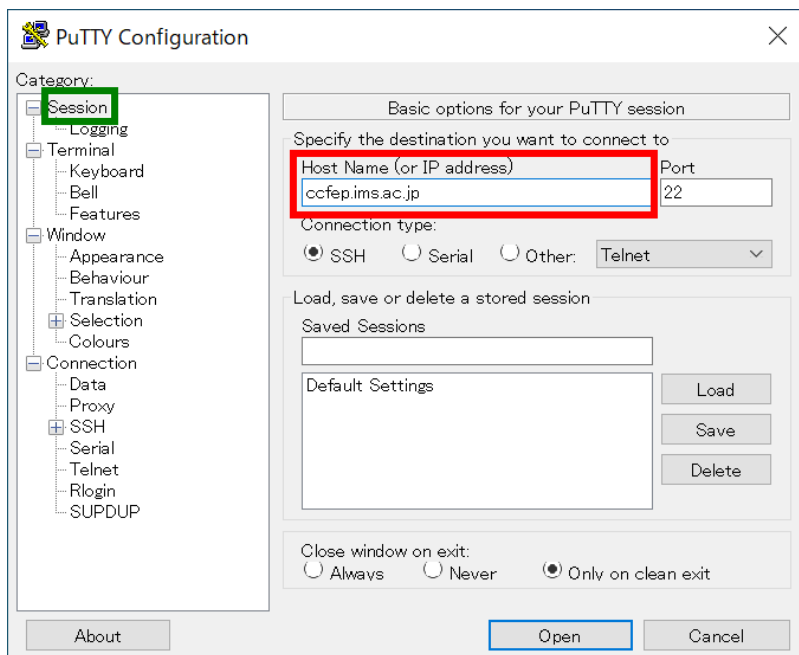 PuTTY Configuration
Category:
Session
Logging
Terminal
Keyboard
Bell
Features
Window
Appearance
Behaviour
Translation
Selection
Colours
Connection
Data
Proxy
SSH
Serial
Telnet
Rlogin
SUPDUP
Basic options for your PuTTY session
Specify the destination you want to connect to
Host Name (or IP address) Port
ccfep.ims.ac.jp 22
Connection type:
SSH Serial Other: Telnet
Load, save or delete a stored session
Saved Sessions
Default Settings
Load
Save
Delete
Close window on exit:
Always Never Only on clean exit
About Open Cancel